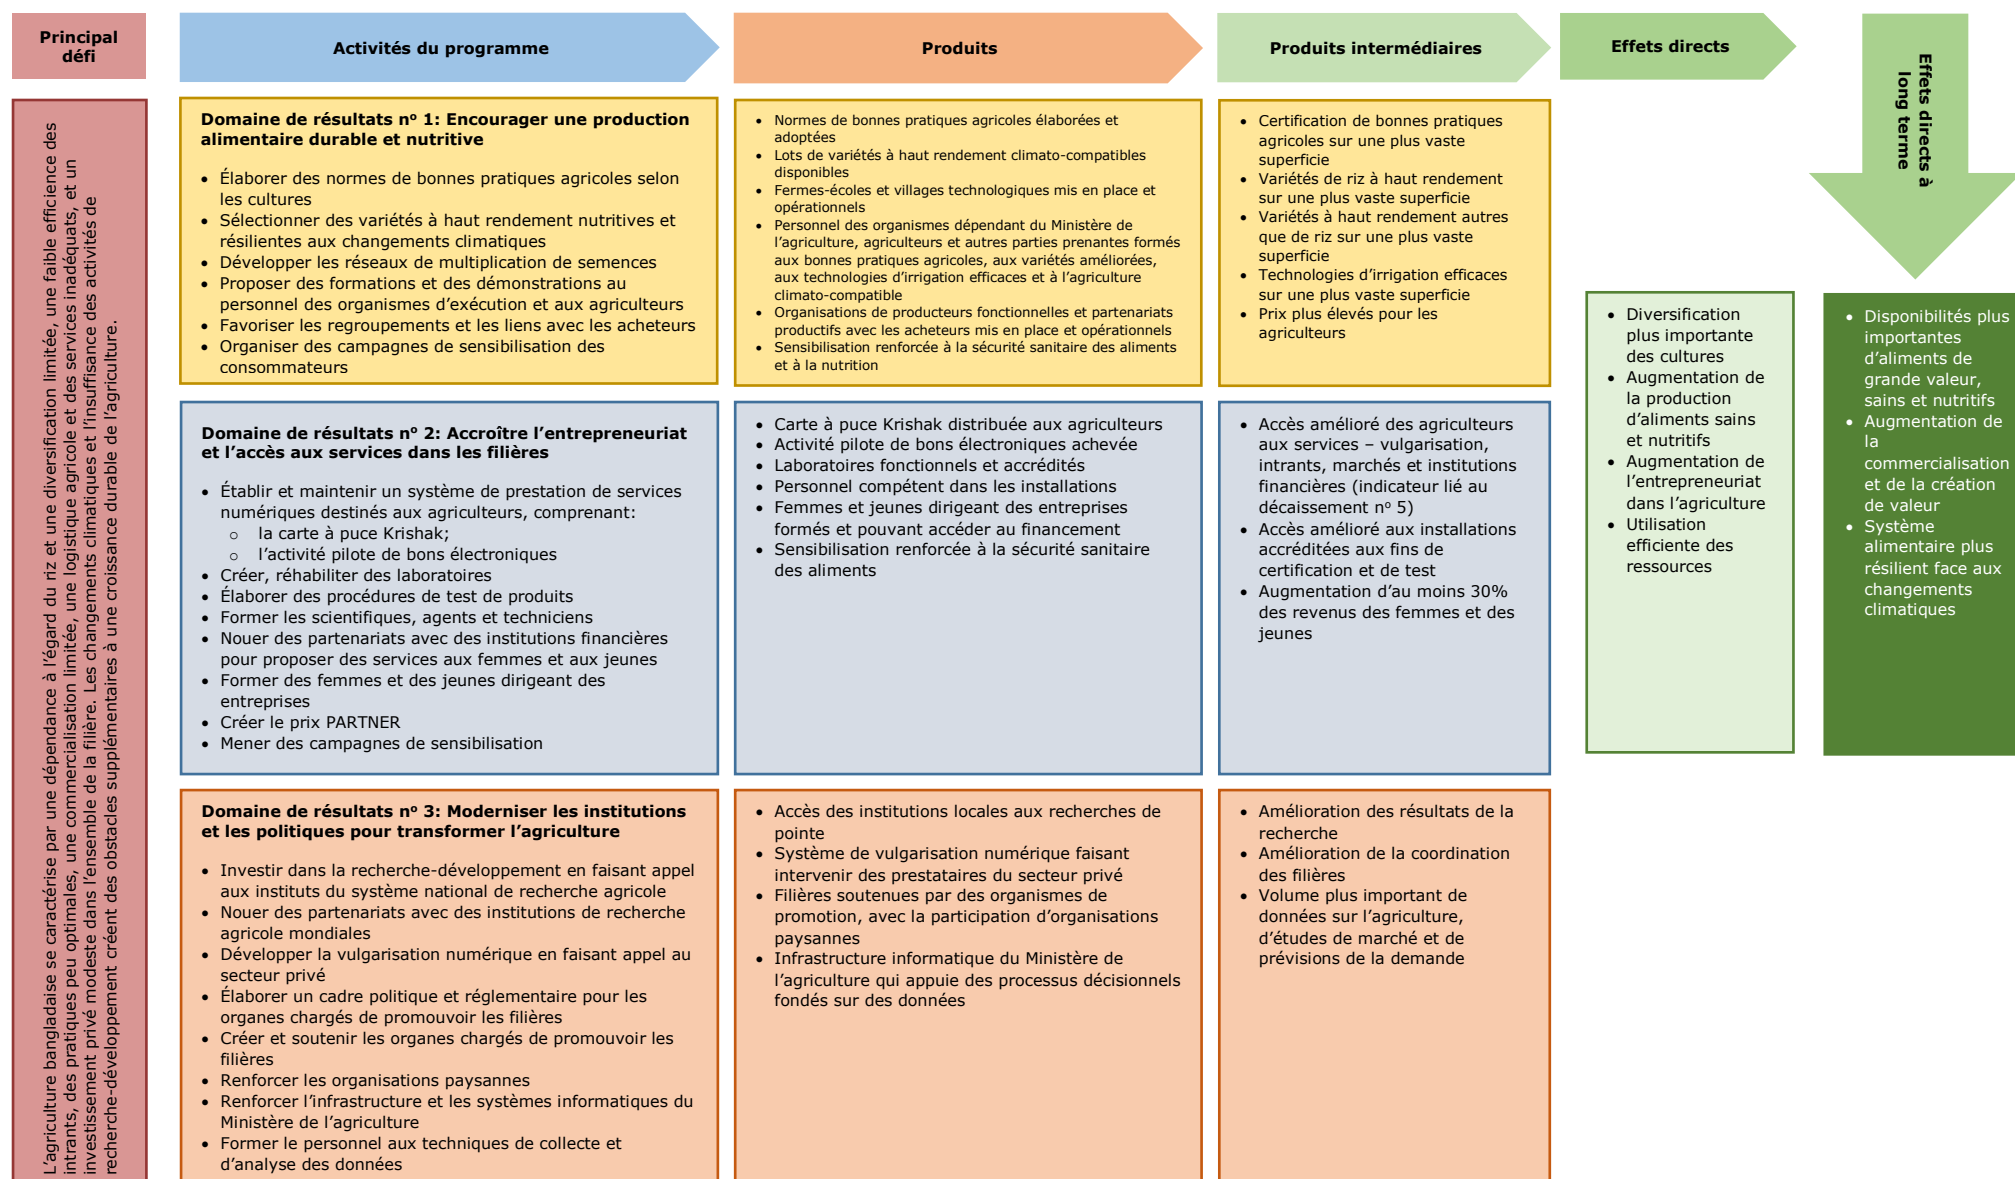 Principal
défi
Activités du programme
Produits
Produits intermédiaires
Effets directs
Effets directs à
long terme
L’agriculture bangladaise se caractérise par une dépendance à l’égard du riz et une diversification limitée, une faible efficience des
intrants, des pratiques peu optimales, une commercialisation limitée, une logistique agricole et des services inadéquats, et un
investissement privé modeste dans l’ensemble de la filière. Les changements climatiques et l’insuffisance des activités de
recherche-développement créent des obstacles supplémentaires à une croissance durable de l’agriculture.
Domaine de résultats nᵒ 1: Encourager une production
alimentaire durable et nutritive
• Élaborer des normes de bonnes pratiques agricoles selon
les cultures
• Sélectionner des variétés à haut rendement nutritives et
résilientes aux changements climatiques
• Développer les réseaux de multiplication de semences
• Proposer des formations et des démonstrations au
personnel des organismes d’exécution et aux agriculteurs
• Favoriser les regroupements et les liens avec les acheteurs
• Organiser des campagnes de sensibilisation des
consommateurs
• Normes de bonnes pratiques agricoles élaborées et
adoptées
• Lots de variétés à haut rendement climato-compatibles
disponibles
• Fermes-écoles et villages technologiques mis en place et
opérationnels
• Personnel des organismes dépendant du Ministère de
l’agriculture, agriculteurs et autres parties prenantes formés
aux bonnes pratiques agricoles, aux variétés améliorées,
aux technologies d’irrigation efficaces et à l’agriculture
climato-compatible
• Organisations de producteurs fonctionnelles et partenariats
productifs avec les acheteurs mis en place et opérationnels
• Sensibilisation renforcée à la sécurité sanitaire des aliments
et à la nutrition
• Certification de bonnes pratiques
agricoles sur une plus vaste
superficie
• Variétés de riz à haut rendement
sur une plus vaste superficie
• Variétés à haut rendement autres
que de riz sur une plus vaste
superficie
• Technologies d’irrigation efficaces
sur une plus vaste superficie
• Prix plus élevés pour les
agriculteurs
Domaine de résultats nᵒ 2: Accroître l’entrepreneuriat
et l’accès aux services dans les filières
• Établir et maintenir un système de prestation de services
numériques destinés aux agriculteurs, comprenant:
o la carte à puce Krishak;
o l’activité pilote de bons électroniques
• Créer, réhabiliter des laboratoires
• Élaborer des procédures de test de produits
• Former les scientifiques, agents et techniciens
• Nouer des partenariats avec des institutions financières
pour proposer des services aux femmes et aux jeunes
• Former des femmes et des jeunes dirigeant des
entreprises
• Créer le prix PARTNER
• Mener des campagnes de sensibilisation
• Carte à puce Krishak distribuée aux agriculteurs
• Activité pilote de bons électroniques achevée
• Laboratoires fonctionnels et accrédités
• Personnel compétent dans les installations
• Femmes et jeunes dirigeant des entreprises
formés et pouvant accéder au financement
• Sensibilisation renforcée à la sécurité sanitaire
des aliments
• Accès amélioré des agriculteurs
aux services – vulgarisation,
intrants, marchés et institutions
financières (indicateur lié au
décaissement nᵒ 5)
• Accès amélioré aux installations
accréditées aux fins de
certification et de test
• Augmentation d’au moins 30%
des revenus des femmes et des
jeunes
Domaine de résultats nᵒ 3: Moderniser les institutions
et les politiques pour transformer l’agriculture
• Investir dans la recherche-développement en faisant appel
aux instituts du système national de recherche agricole
• Nouer des partenariats avec des institutions de recherche
agricole mondiales
• Développer la vulgarisation numérique en faisant appel au
secteur privé
• Élaborer un cadre politique et réglementaire pour les
organes chargés de promouvoir les filières
• Créer et soutenir les organes chargés de promouvoir les
filières
• Renforcer les organisations paysannes
• Renforcer l’infrastructure et les systèmes informatiques du
Ministère de l’agriculture
• Former le personnel aux techniques de collecte et
d’analyse des données
• Accès des institutions locales aux recherches de
pointe
• Système de vulgarisation numérique faisant
intervenir des prestataires du secteur privé
• Filières soutenues par des organismes de
promotion, avec la participation d’organisations
paysannes
• Infrastructure informatique du Ministère de
l’agriculture qui appuie des processus décisionnels
fondés sur des données
• Amélioration des résultats de la
recherche
• Amélioration de la coordination
des filières
• Volume plus important de
données sur l’agriculture,
d’études de marché et de
prévisions de la demande
• Diversification
plus importante
des cultures
• Augmentation de
la production
d’aliments sains
et nutritifs
• Augmentation de
l’entrepreneuriat
dans l’agriculture
• Utilisation
efficiente des
ressources
• Disponibilités plus
importantes
d’aliments de
grande valeur,
sains et nutritifs
• Augmentation de
la
commercialisation
et de la création
de valeur
• Système
alimentaire plus
résilient face aux
changements
climatiques